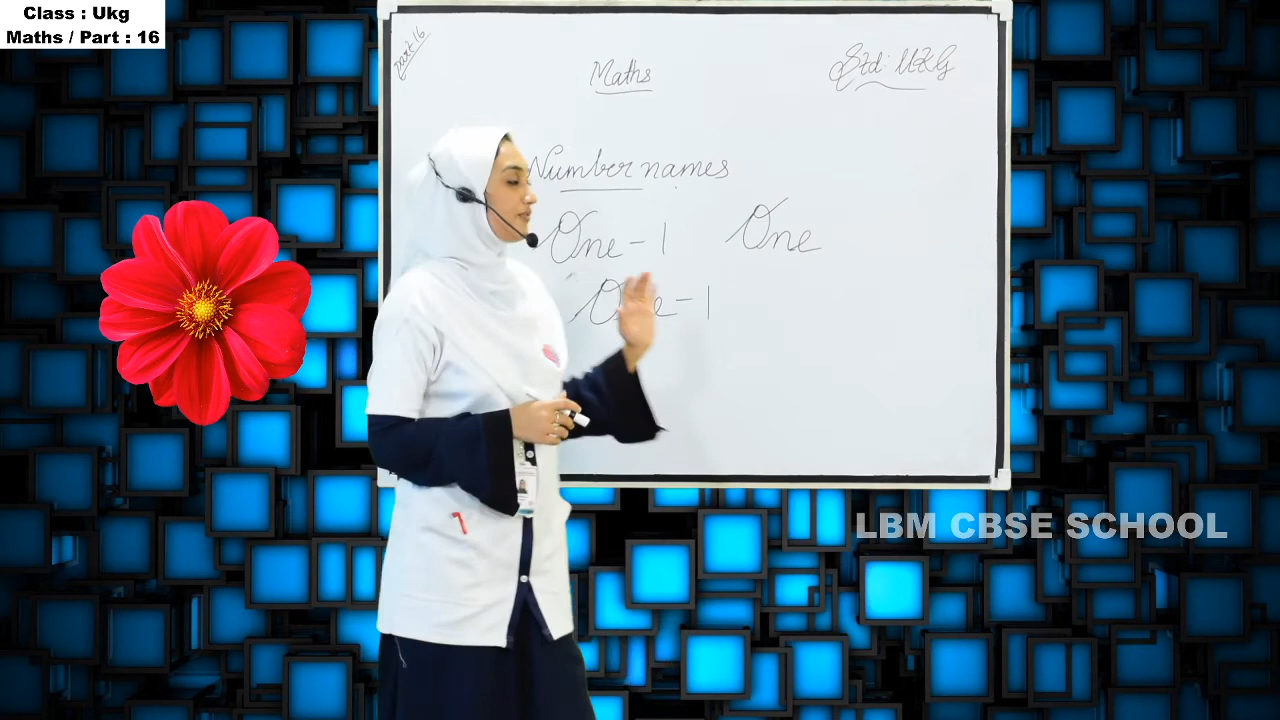 Class : Ukg
Maths / Part : 16
Part 16
Maths
Std: UKG
Number names
One - 1 One
One - 1
LBM CBSE SCHOOL